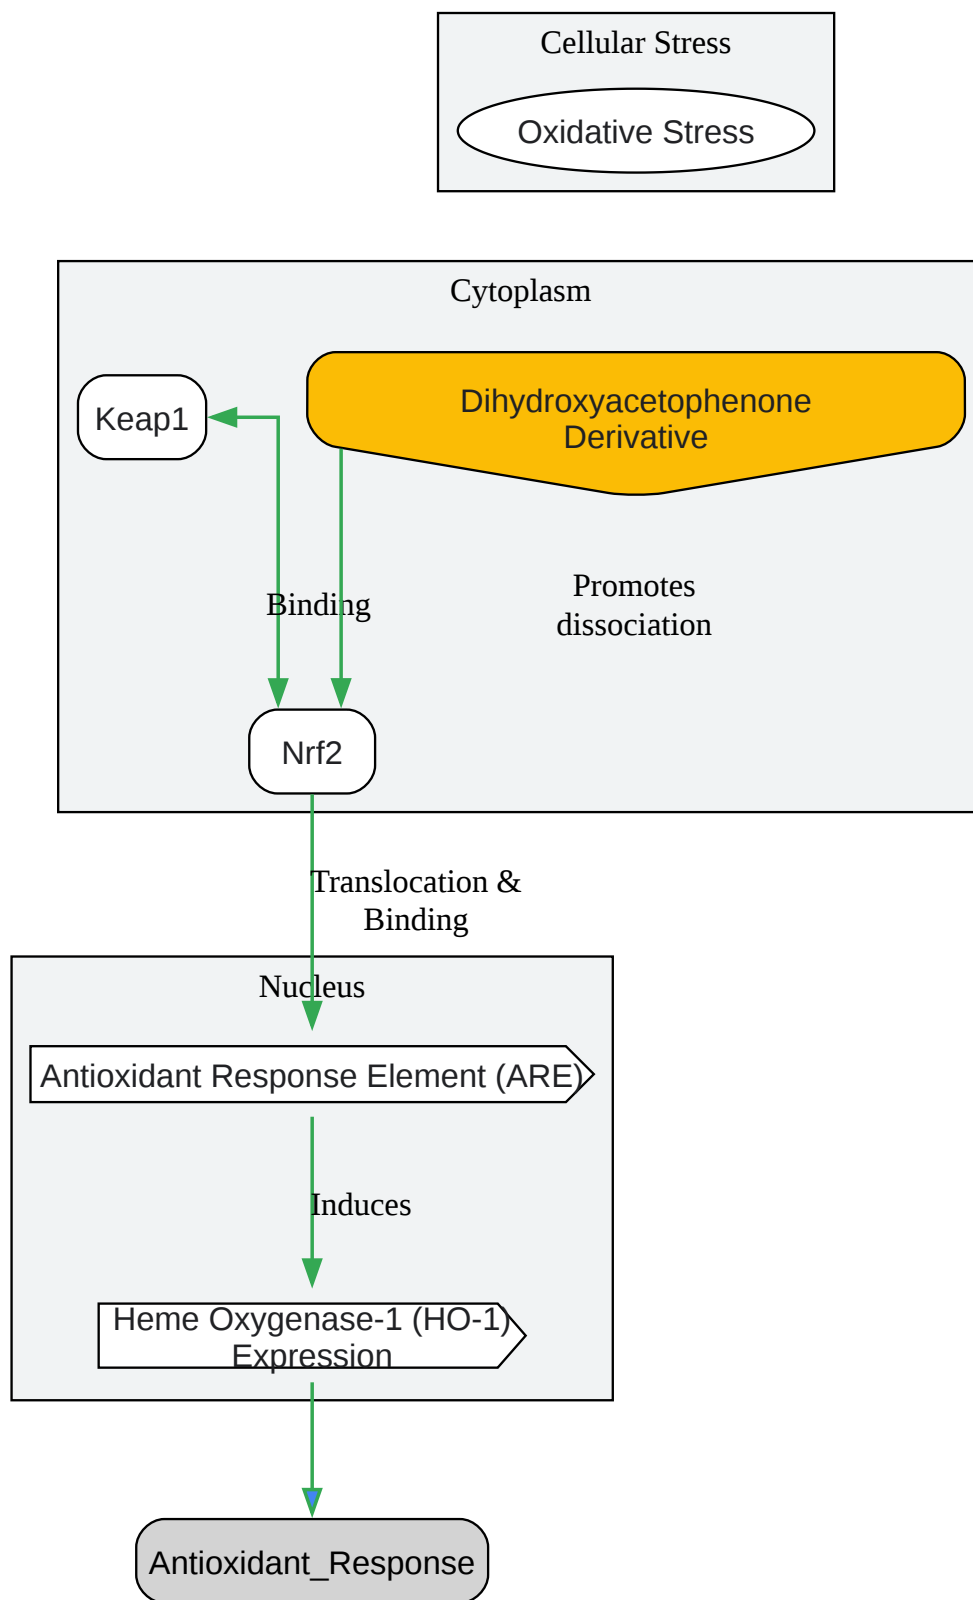 Cellular Stress
Oxidative Stress
Cytoplasm
Keap1
Dihydroxyacetophenone
Derivative
Binding
Promotes
dissociation
Nrf2
Translocation &
Binding
Nucleus
Antioxidant Response Element (ARE)
Induces
Heme Oxygenase-1 (HO-1)
Expression
Antioxidant_Response